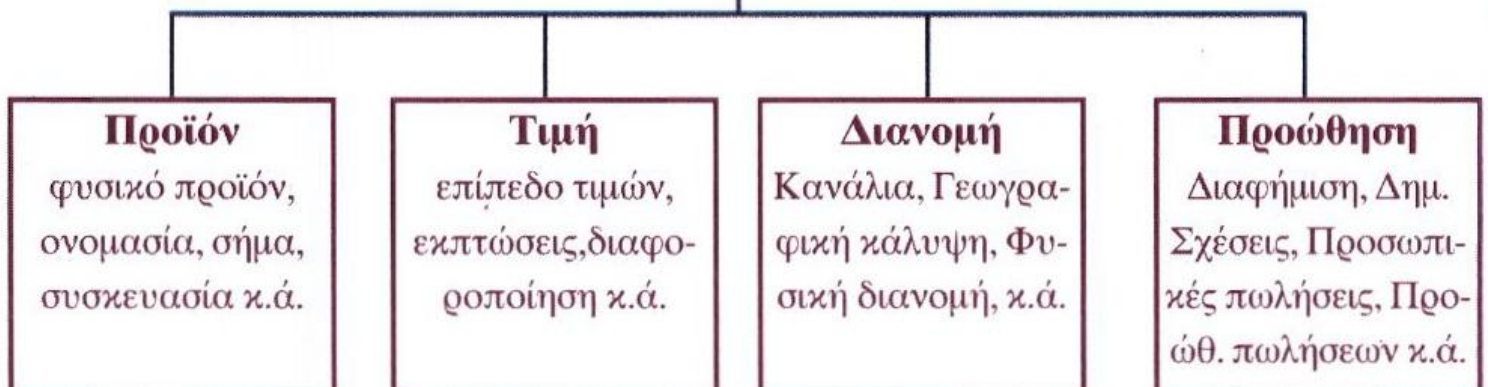 Προϊόν
φυσικό προϊόν,
ονομασία, σήμα,
συσκευασία κ.ά.
Τιμή
επίπεδο τιμών,
εκπτώσεις,διαφο-
ροποίηση κ.ά.
Διανομή
Κανάλια, Γεωγρα-
φική κάλυψη, Φυ-
σική διανομή, κ.ά.
Προώθηση
Διαφήμιση, Δημ.
Σχέσεις, Προσωπι-
κές πωλήσεις, Προ-
ώθ. πωλήσεων κ.ά.